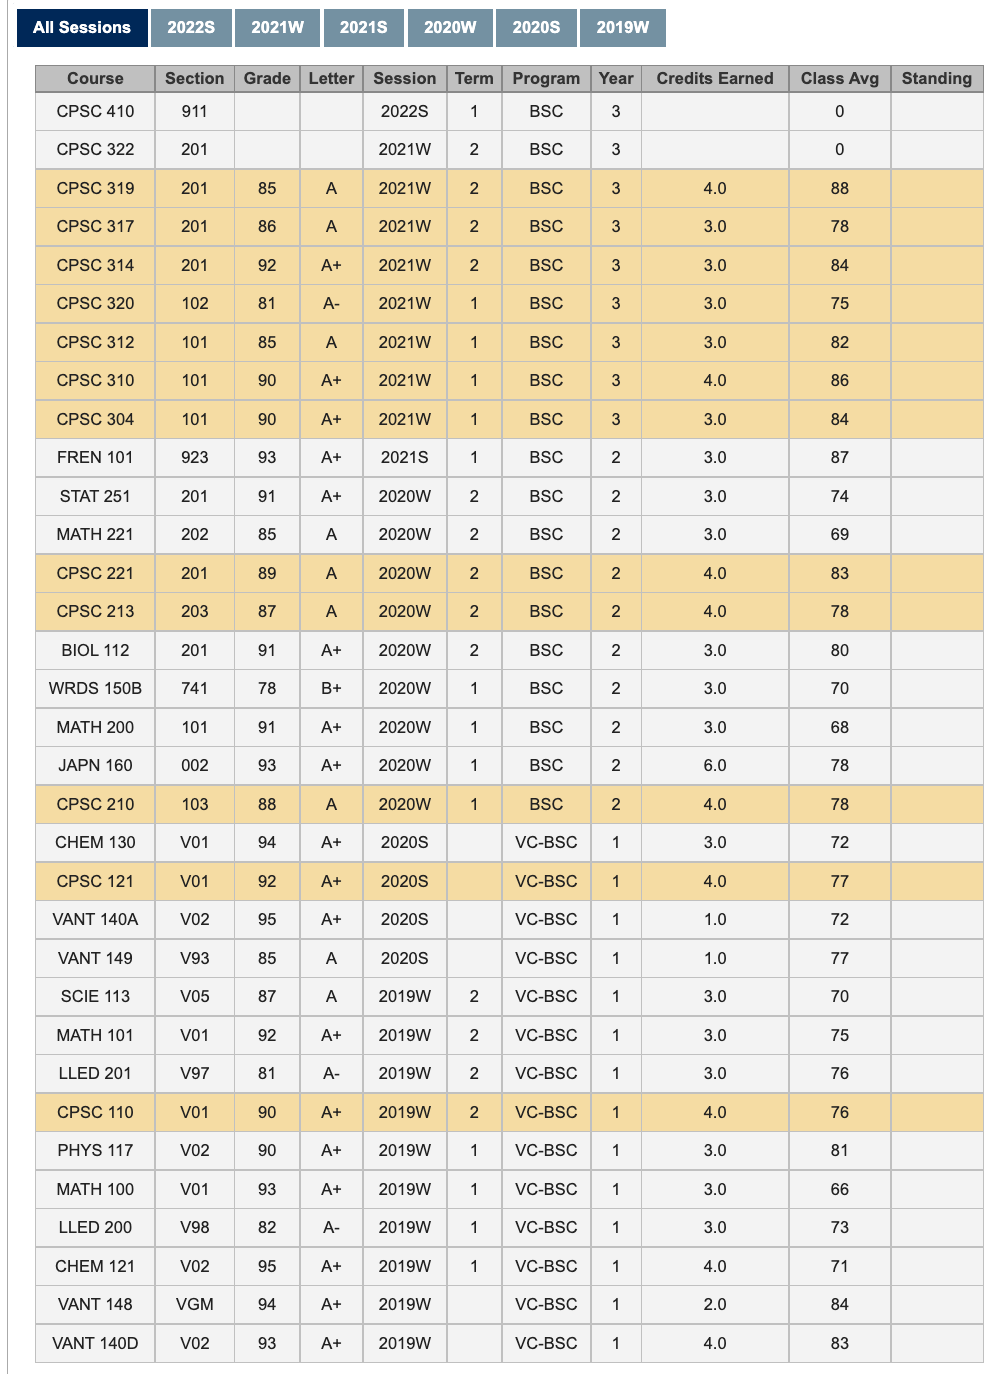 All Sessions 2022S 2021W 2021S 2020W 2020S 2019W
Course Section Grade Letter Session Term Program Year Credits Earned Class Avg Standing
CPSC 410 911 2022S 1 BSC 3 0
CPSC 322 201 2021W 2 BSC 3 0
CPSC 319 201 85 A 2021W 2 BSC 3 4.0 88
CPSC 317 201 86 A 2021W 2 BSC 3 3.0 78
CPSC 314 201 92 A+ 2021W 2 BSC 3 3.0 84
CPSC 320 102 81 A- 2021W 1 BSC 3 3.0 75
CPSC 312 101 85 A 2021W 1 BSC 3 3.0 82
CPSC 310 101 90 A+ 2021W 1 BSC 3 4.0 86
CPSC 304 101 90 A+ 2021W 1 BSC 3 3.0 84
FREN 101 923 93 A+ 2021S 1 BSC 2 3.0 87
STAT 251 201 91 A+ 2020W 2 BSC 2 3.0 74
MATH 221 202 85 A 2020W 2 BSC 2 3.0 69
CPSC 221 201 89 A 2020W 2 BSC 2 4.0 83
CPSC 213 203 87 A 2020W 2 BSC 2 4.0 78
BIOL 112 201 91 A+ 2020W 2 BSC 2 3.0 80
WRDS 150B 741 78 B+ 2020W 1 BSC 2 3.0 70
MATH 200 101 91 A+ 2020W 1 BSC 2 3.0 68
JAPN 160 002 93 A+ 2020W 1 BSC 2 6.0 78
CPSC 210 103 88 A 2020W 1 BSC 2 4.0 78
CHEM 130 V01 94 A+ 2020S VC-BSC 1 3.0 72
CPSC 121 V01 92 A+ 2020S VC-BSC 1 4.0 77
VANT 140A V02 95 A+ 2020S VC-BSC 1 1.0 72
VANT 149 V93 85 A 2020S VC-BSC 1 1.0 77
SCIE 113 V05 87 A 2019W 2 VC-BSC 1 3.0 70
MATH 101 V01 92 A+ 2019W 2 VC-BSC 1 3.0 75
LLED 201 V97 81 A- 2019W 2 VC-BSC 1 3.0 76
CPSC 110 V01 90 A+ 2019W 2 VC-BSC 1 4.0 76
PHYS 117 V02 90 A+ 2019W 1 VC-BSC 1 3.0 81
MATH 100 V01 93 A+ 2019W 1 VC-BSC 1 3.0 66
LLED 200 V98 82 A- 2019W 1 VC-BSC 1 3.0 73
CHEM 121 V02 95 A+ 2019W 1 VC-BSC 1 4.0 71
VANT 148 VGM 94 A+ 2019W VC-BSC 1 2.0 84
VANT 140D V02 93 A+ 2019W VC-BSC 1 4.0 83